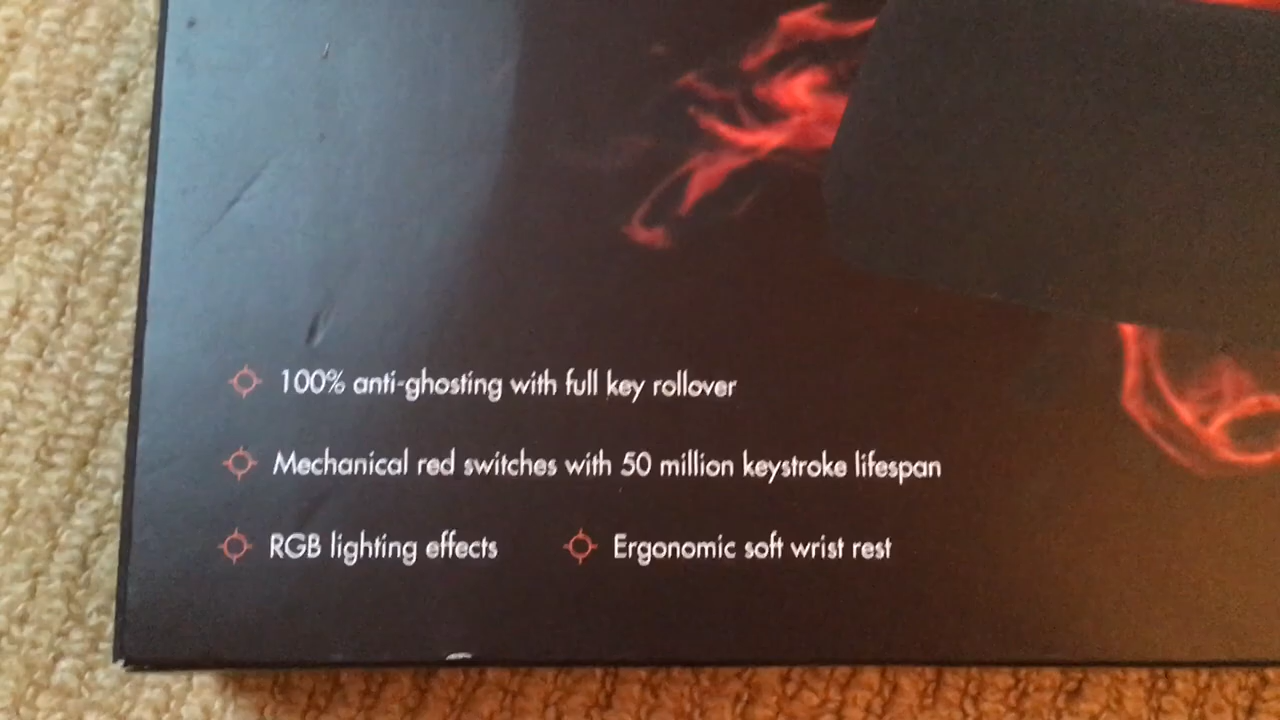 100% anti-ghosting with full key rollover
Mechanical red switches with 50 million keystroke lifespan
RGB lighting effects
Ergonomic soft wrist rest